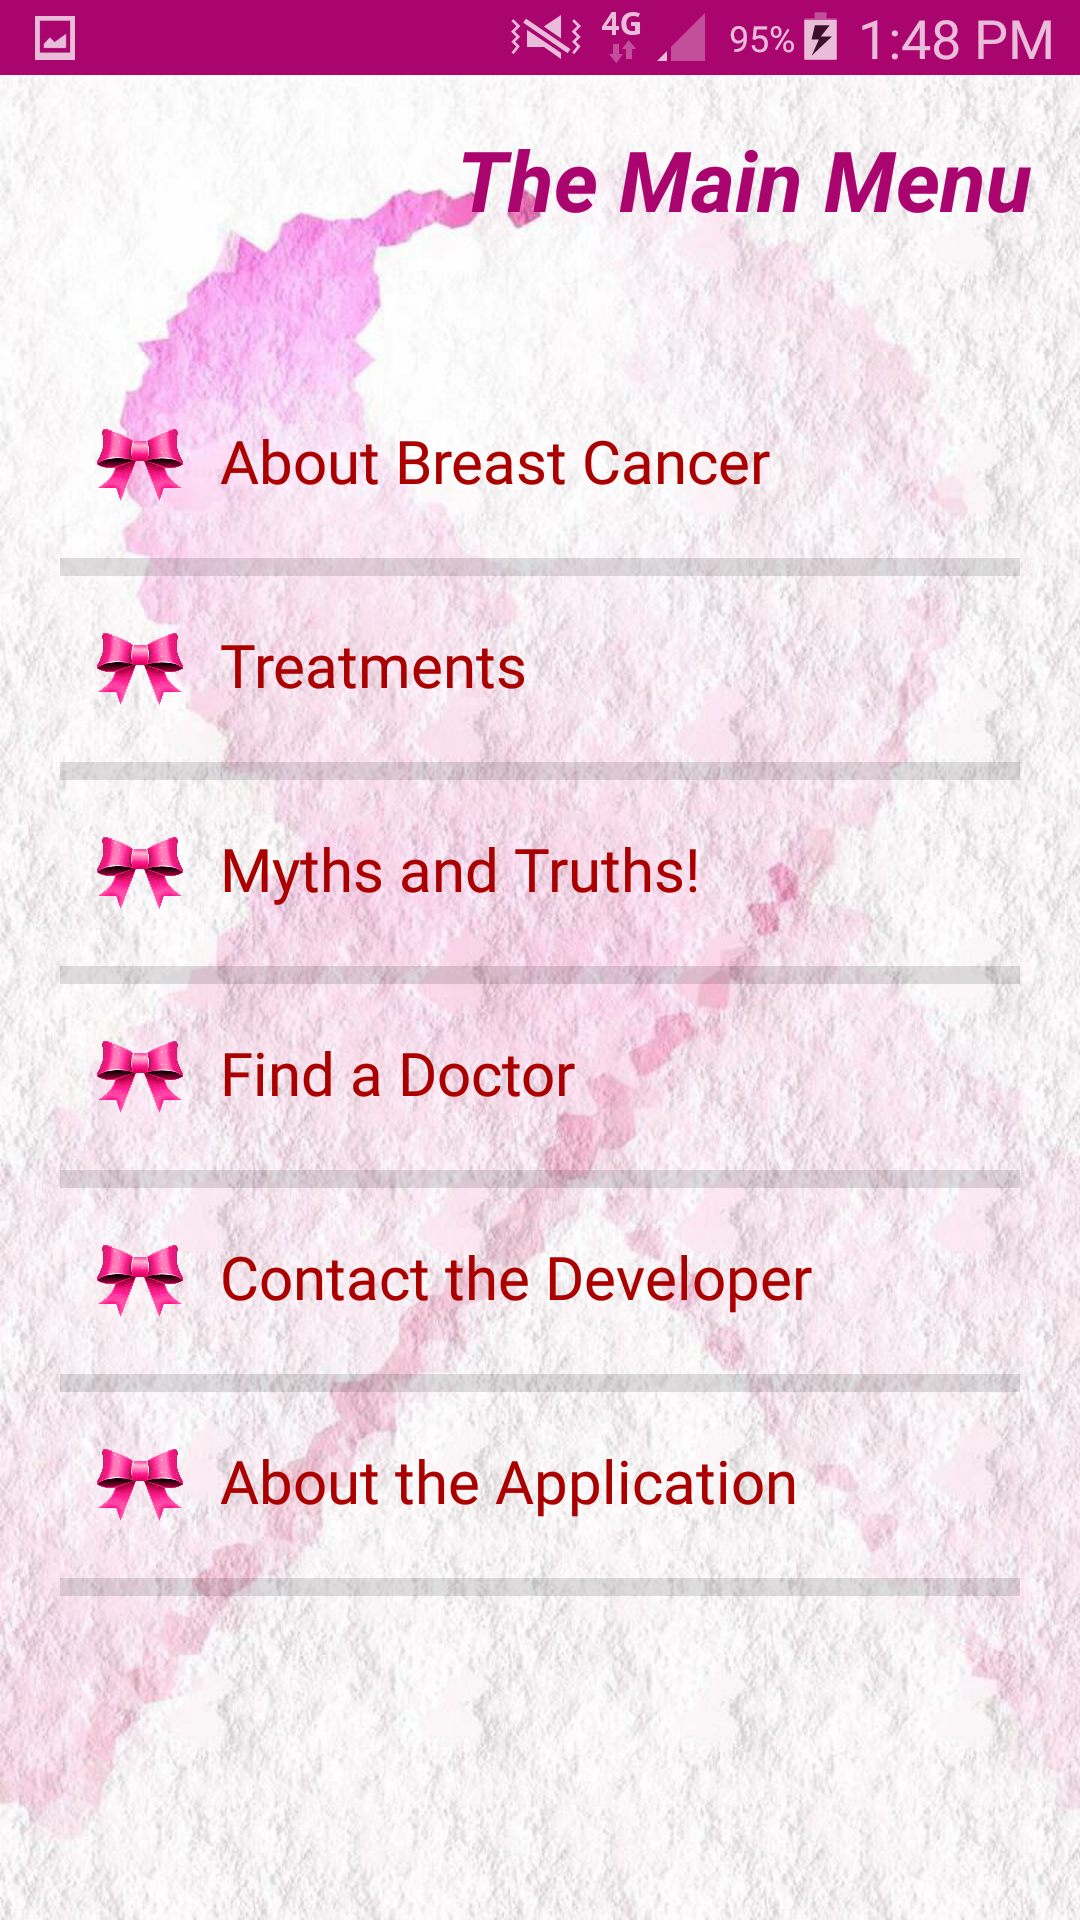 4G 95% 1:48 PM
The Main Menu
About Breast Cancer
Treatments
Myths and Truths!
Find a Doctor
Contact the Developer
About the Application